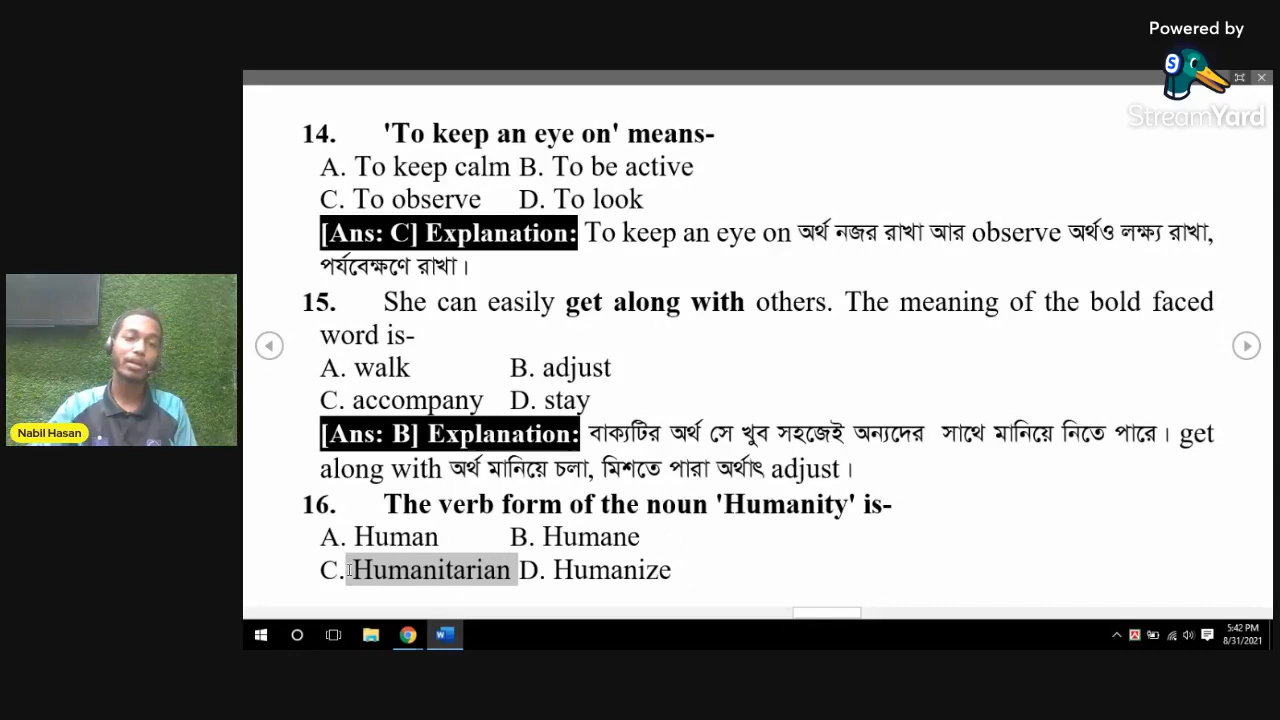 Powered by
S
StreamYard
14. 'To keep an eye on' means-
A. To keep calm B. To be active
C. To observe D. To look
[Ans: C] Explanation: To keep an eye on অর্থ নজর রাখা আর observe অর্থও লক্ষ্য রাখা,
পর্যবেক্ষণে রাখা।
15. She can easily get along with others. The meaning of the bold faced
word is-
A. walk B. adjust
C. accompany D. stay
[Ans: B] Explanation: বাক্যটির অর্থ সে খুব সহজেই অন্যদের সাথে মানিয়ে নিতে পারে। get
along with অর্থ মানিয়ে চলা, মিশতে পারা অর্থাৎ adjust।
16. The verb form of the noun 'Humanity' is-
A. Human B. Humane
C. Humanitarian D. Humanize
Nabil Hasan
5:42 PM
8/31/2021